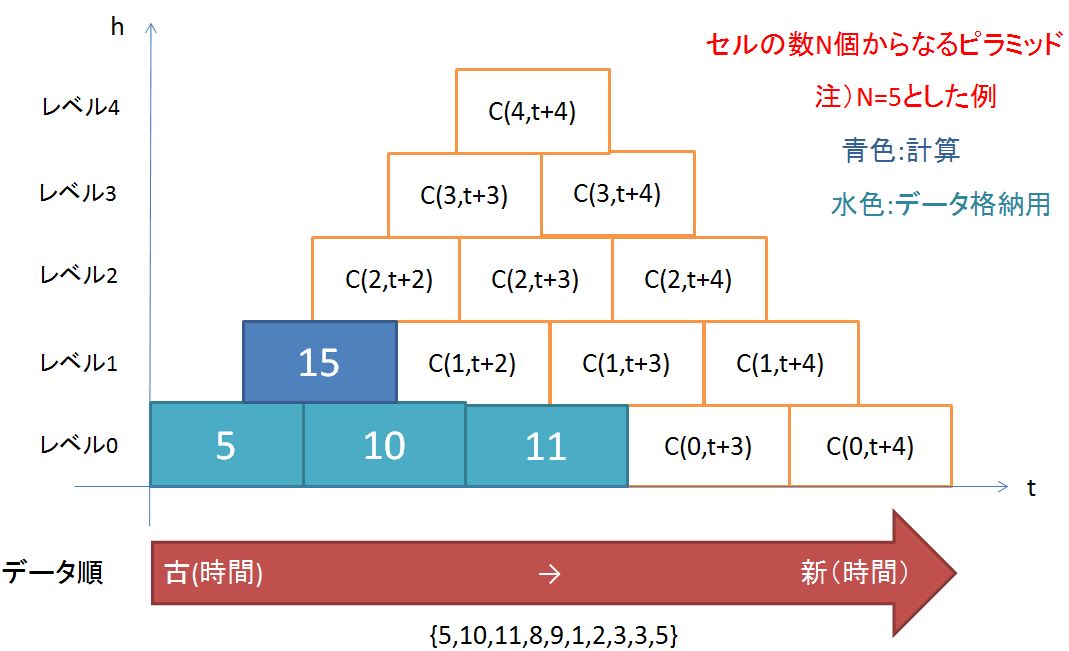 h
セルの数N個からなるピラミッド
注）N=5とした例
青色:計算
水色:データ格納用
レベル4
C(4,t+4)
レベル3
C(3,t+3) C(3,t+4)
レベル2
C(2,t+2) C(2,t+3) C(2,t+4)
レベル1
15 C(1,t+2) C(1,t+3) C(1,t+4)
レベル0
5 10 11 C(0,t+3) C(0,t+4)
t
データ順
古(時間) → 新（時間）
{5,10,11,8,9,1,2,3,3,5}